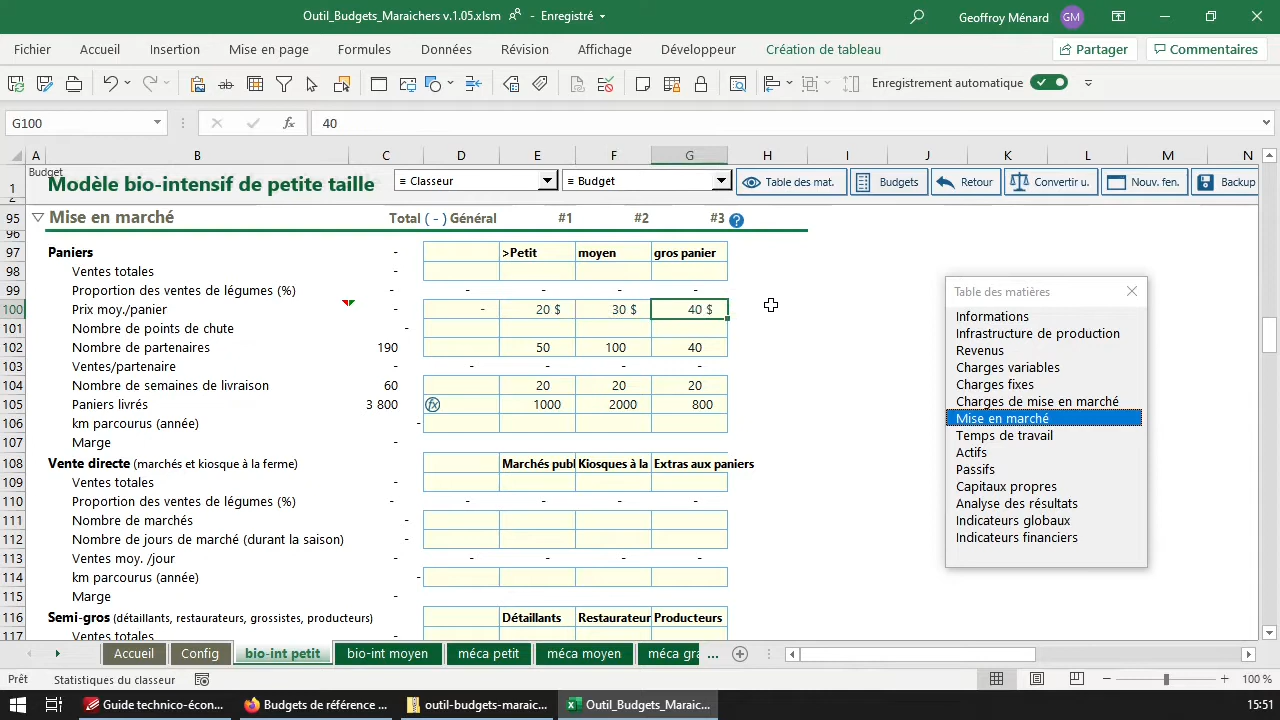 Outil_Budgets_Maraichers v.1.05.xlsm - Enregistré
Geoffroy Ménard GM
Fichier Accueil Insertion Mise en page Formules Données Révision Affichage Développeur Création de tableau Partager Commentaires
Enregistrement automatique
G100 fx 40
A B C D E F G H I J K L M N
Budget
1 Modèle bio-intensif de petite taille ≡ Classeur ≡ Budget Table des mat. Budgets Retour Convertir u. Nouv. fen. Backup
2
95 Mise en marché Total ( - ) Général #1 #2 #3 ?
96
97 Paniers - >Petit moyen gros panier
98 Ventes totales -
99 Proportion des ventes de légumes (%) - - - - -
100 Prix moy./panier - - 20 $ 30 $ 40 $
101 Nombre de points de chute -
102 Nombre de partenaires 190 50 100 40
103 Ventes/partenaire - - - - -
104 Nombre de semaines de livraison 60 20 20 20
105 Paniers livrés 3 800 fx 1000 2000 800
106 km parcourus (année) -
107 Marge -
108 Vente directe (marchés et kiosque à la ferme) Marchés publ Kiosques à la Extras aux paniers
109 Ventes totales -
110 Proportion des ventes de légumes (%) - - - - -
111 Nombre de marchés -
112 Nombre de jours de marché (durant la saison) -
113 Ventes moy. /jour - - - - -
114 km parcourus (année) -
115 Marge -
116 Semi-gros (détaillants, restaurateurs, grossistes, producteurs) Détaillants Restaurateur Producteurs
117 Ventes totales -
Table des matières
Informations
Infrastructure de production
Revenus
Charges variables
Charges fixes
Charges de mise en marché
Mise en marché
Temps de travail
Actifs
Passifs
Capitaux propres
Analyse des résultats
Indicateurs globaux
Indicateurs financiers
Accueil Config bio-int petit bio-int moyen méca petit méca moyen méca gra ...
Prêt Statistiques du classeur 100 %
Guide technico-écon... Budgets de référence ... outil-budgets-maraic... Outil_Budgets_Maraic... 15:51